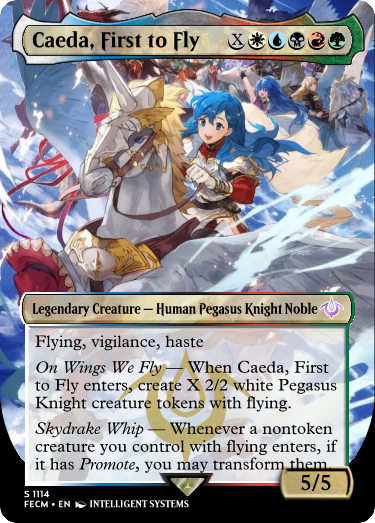 Caeda, First to Fly X
Legendary Creature — Human Pegasus Knight Noble
Flying, vigilance, haste
On Wings We Fly — When Caeda, First
to Fly enters, create X 2/2 white Pegasus
Knight creature tokens with flying.
Skydrake Whip — Whenever a nontoken
creature you control with flying enters, if
it has Promote, you may transform them.
5/5
S 1114
FECM • EN INTELLIGENT SYSTEMS